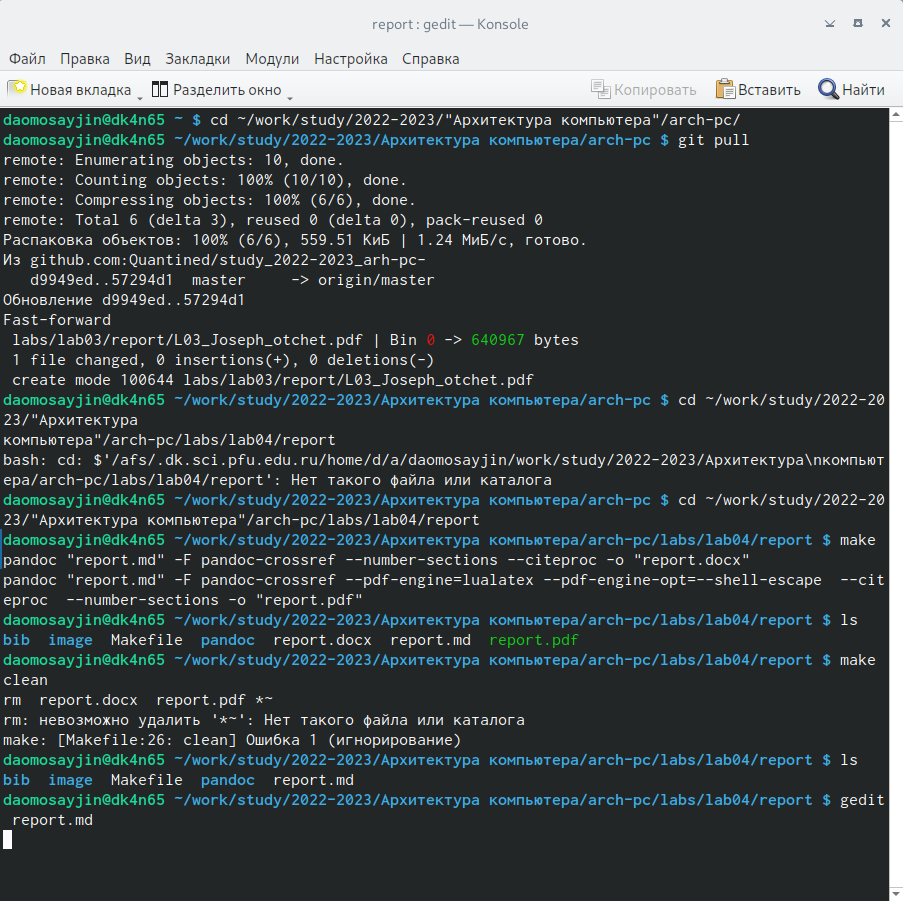 report : gedit — Konsole
Файл Правка Вид Закладки Модули Настройка Справка
Новая вкладка Разделить окно Копировать Вставить Найти
daomosayjin@dk4n65 ~ $ cd ~/work/study/2022-2023/"Архитектура компьютера"/arch-pc/
daomosayjin@dk4n65 ~/work/study/2022-2023/Архитектура компьютера/arch-pc $ git pull
remote: Enumerating objects: 10, done.
remote: Counting objects: 100% (10/10), done.
remote: Compressing objects: 100% (6/6), done.
remote: Total 6 (delta 3), reused 0 (delta 0), pack-reused 0
Распаковка объектов: 100% (6/6), 559.51 КиБ | 1.24 МиБ/с, готово.
Из github.com:Quantined/study_2022-2023_arh-pc-
   d9949ed..57294d1  master     -> origin/master
Обновление d9949ed..57294d1
Fast-forward
 labs/lab03/report/L03_Joseph_otchet.pdf | Bin 0 -> 640967 bytes
 1 file changed, 0 insertions(+), 0 deletions(-)
 create mode 100644 labs/lab03/report/L03_Joseph_otchet.pdf
daomosayjin@dk4n65 ~/work/study/2022-2023/Архитектура компьютера/arch-pc $ cd ~/work/study/2022-20
23/"Архитектура
компьютера"/arch-pc/labs/lab04/report
bash: cd: $'/afs/.dk.sci.pfu.edu.ru/home/d/a/daomosayjin/work/study/2022-2023/Архитектура\nкомпьют
ера/arch-pc/labs/lab04/report': Нет такого файла или каталога
daomosayjin@dk4n65 ~/work/study/2022-2023/Архитектура компьютера/arch-pc $ cd ~/work/study/2022-20
23/"Архитектура компьютера"/arch-pc/labs/lab04/report
daomosayjin@dk4n65 ~/work/study/2022-2023/Архитектура компьютера/arch-pc/labs/lab04/report $ make
pandoc "report.md" -F pandoc-crossref --number-sections --citeproc -o "report.docx"
pandoc "report.md" -F pandoc-crossref --pdf-engine=lualatex --pdf-engine-opt=--shell-escape  --cit
eproc  --number-sections -o "report.pdf"
daomosayjin@dk4n65 ~/work/study/2022-2023/Архитектура компьютера/arch-pc/labs/lab04/report $ ls
bib  image  Makefile  pandoc  report.docx  report.md  report.pdf
daomosayjin@dk4n65 ~/work/study/2022-2023/Архитектура компьютера/arch-pc/labs/lab04/report $ make
clean
rm  report.docx  report.pdf *~
rm: невозможно удалить '*~': Нет такого файла или каталога
make: [Makefile:26: clean] Ошибка 1 (игнорирование)
daomosayjin@dk4n65 ~/work/study/2022-2023/Архитектура компьютера/arch-pc/labs/lab04/report $ ls
bib  image  Makefile  pandoc  report.md
daomosayjin@dk4n65 ~/work/study/2022-2023/Архитектура компьютера/arch-pc/labs/lab04/report $ gedit
 report.md